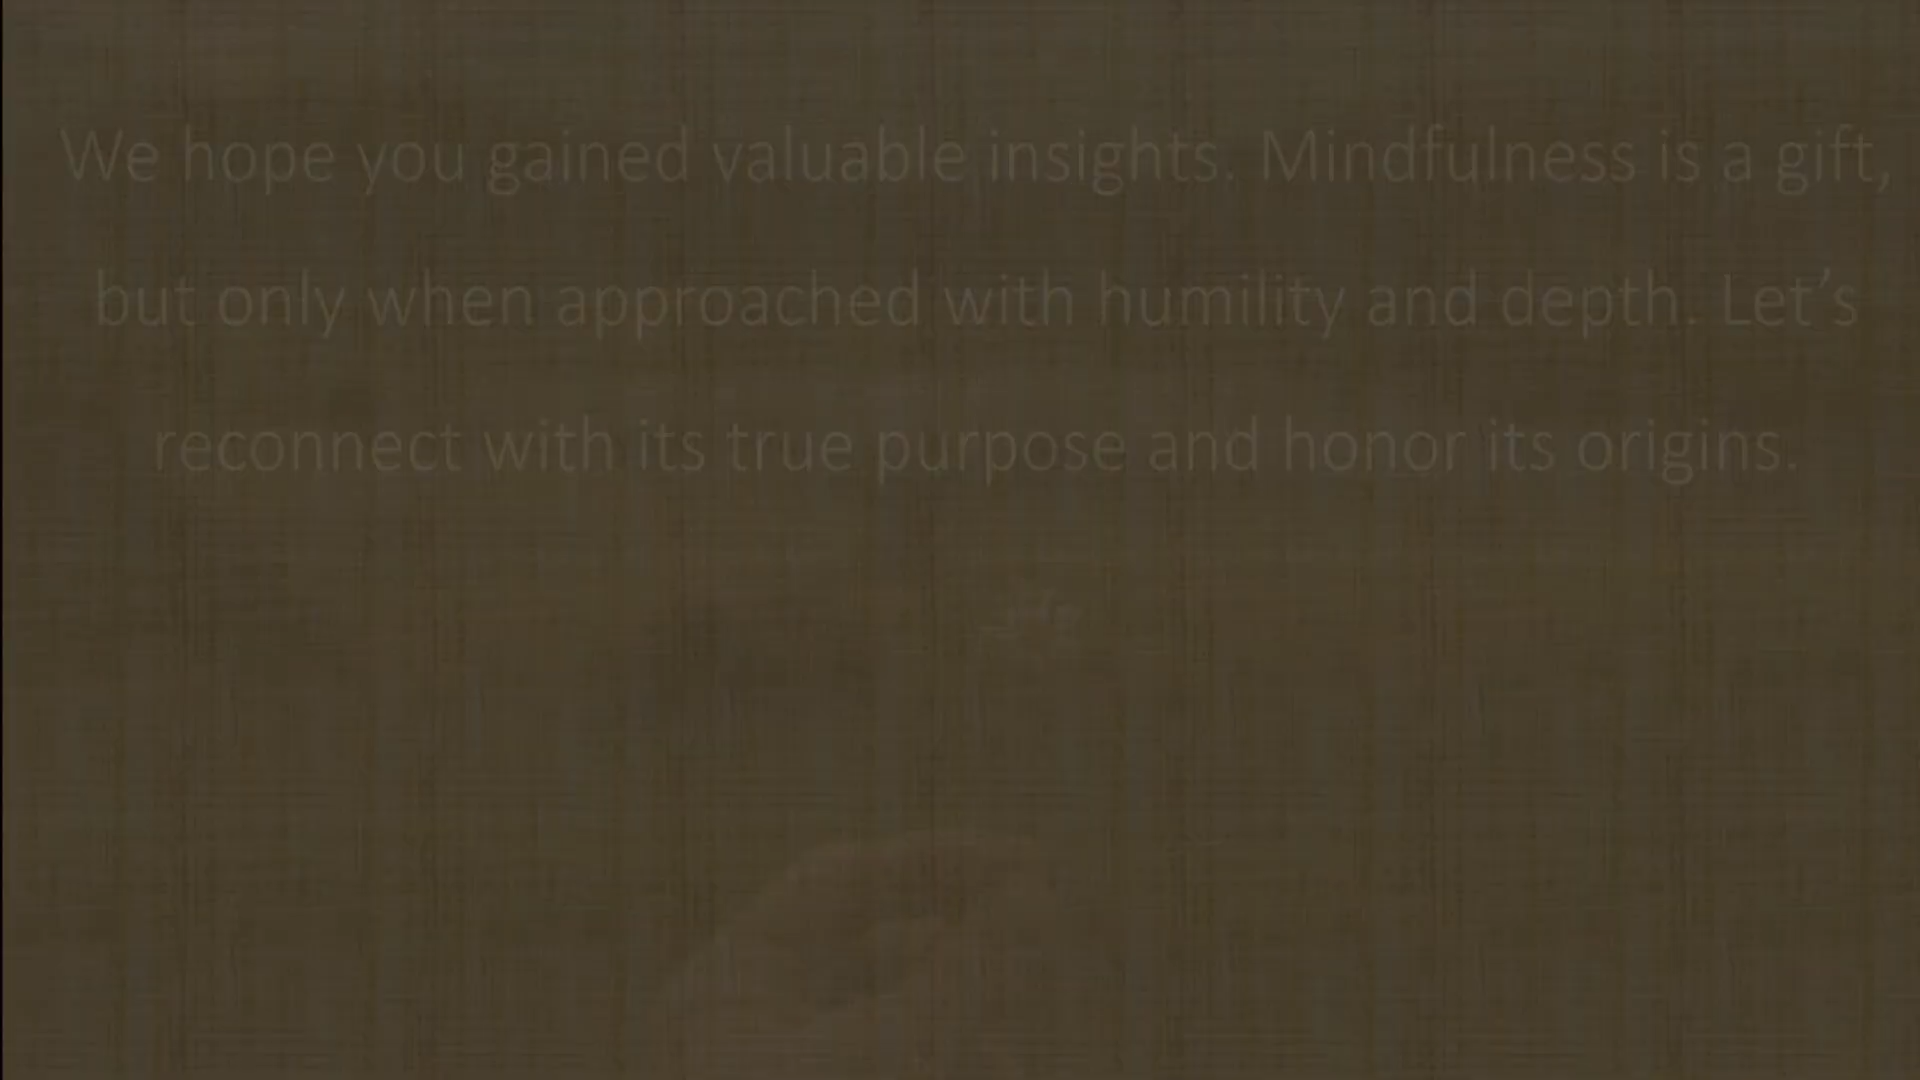 We hope you gained valuable insights. Mindfulness is a gift,
but only when approached with humility and depth. Let’s
reconnect with its true purpose and honor its origins.